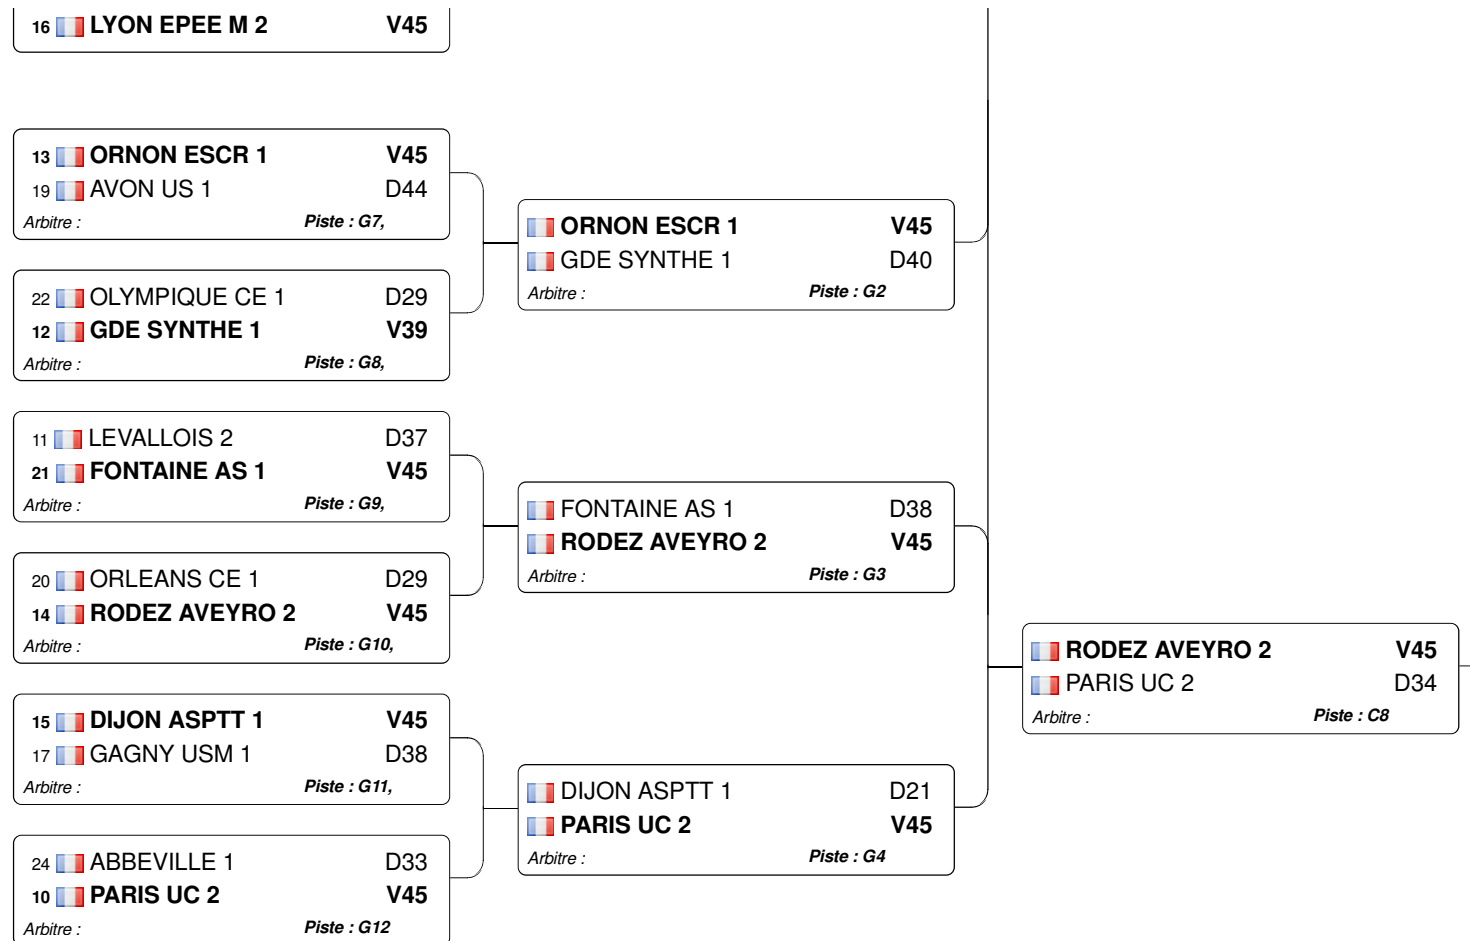 16 LYON EPEE M 2 V45
13 ORNON ESCR 1 V45
19 AVON US 1 D44
Arbitre : Piste : G7,
22 OLYMPIQUE CE 1 D29
12 GDE SYNTHE 1 V39
Arbitre : Piste : G8,
11 LEVALLOIS 2 D37
21 FONTAINE AS 1 V45
Arbitre : Piste : G9,
20 ORLEANS CE 1 D29
14 RODEZ AVEYRO 2 V45
Arbitre : Piste : G10,
15 DIJON ASPTT 1 V45
17 GAGNY USM 1 D38
Arbitre : Piste : G11,
24 ABBEVILLE 1 D33
10 PARIS UC 2 V45
Arbitre : Piste : G12
ORNON ESCR 1 V45
GDE SYNTHE 1 D40
Arbitre : Piste : G2
FONTAINE AS 1 D38
RODEZ AVEYRO 2 V45
Arbitre : Piste : G3
DIJON ASPTT 1 D21
PARIS UC 2 V45
Arbitre : Piste : G4
RODEZ AVEYRO 2 V45
PARIS UC 2 D34
Arbitre : Piste : C8